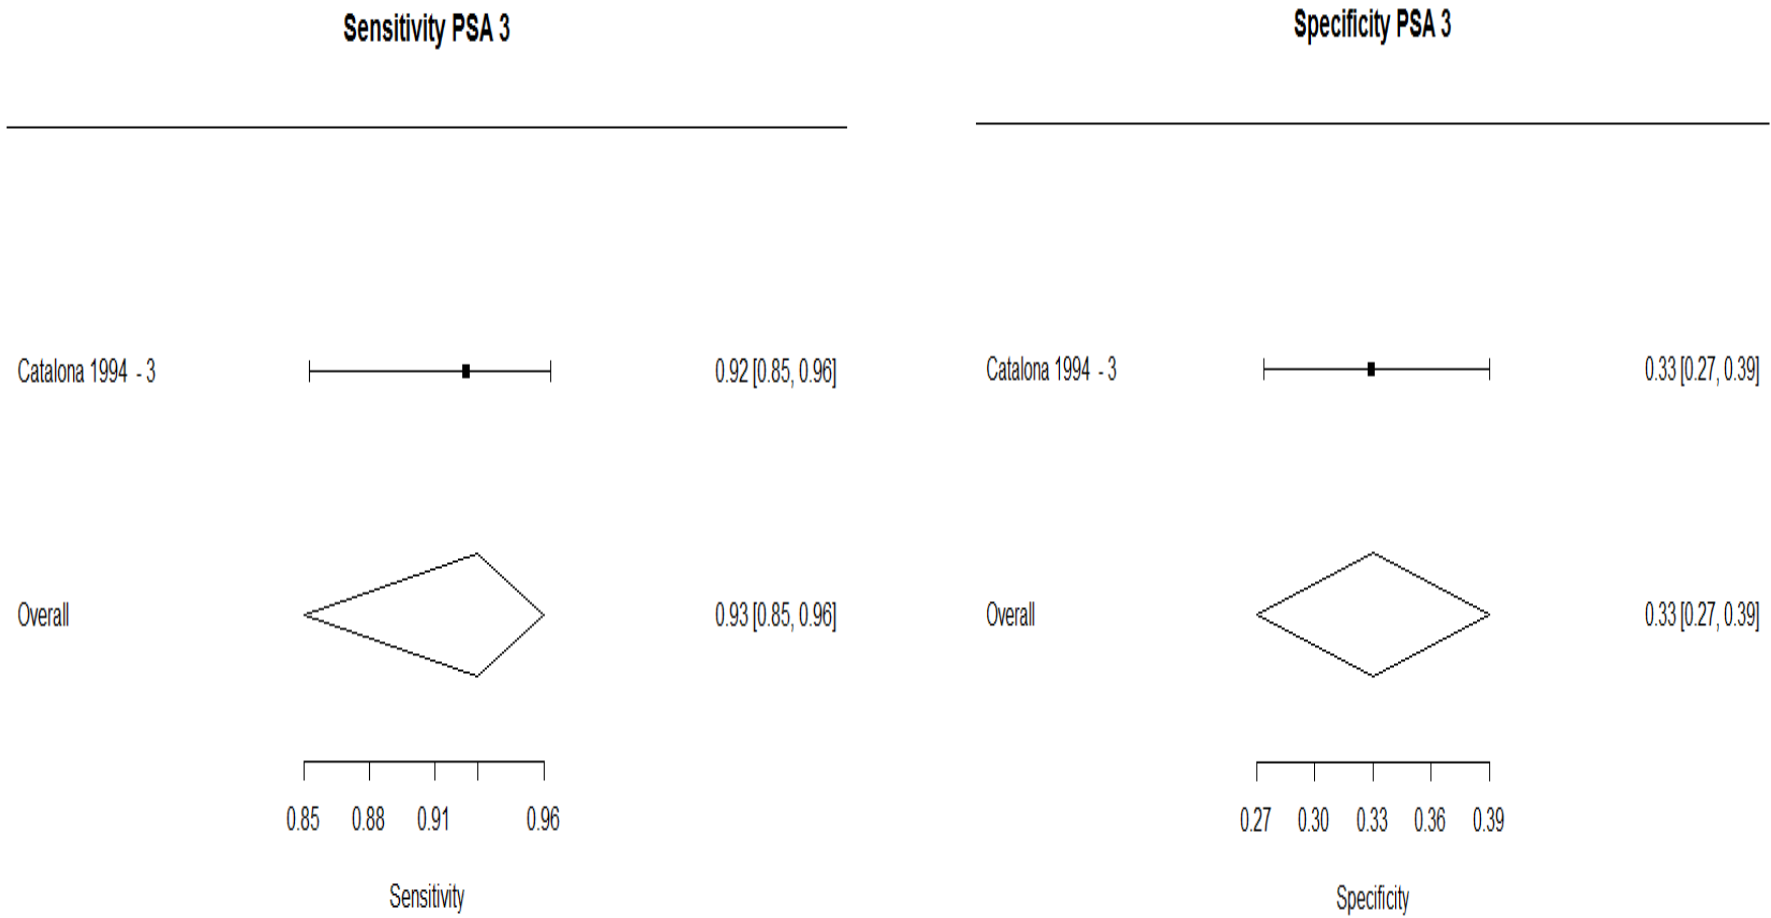 Sensitivity PSA 3
Catalona 1994 - 3 0.92 [0.85, 0.96]
Overall 0.93 [0.85, 0.96]
0.85 0.88 0.91 0.96
Sensitivity
Specificity PSA 3
Catalona 1994 - 3 0.33 [0.27, 0.39]
Overall 0.33 [0.27, 0.39]
0.27 0.30 0.33 0.36 0.39
Specificity